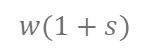 w(1 + s)